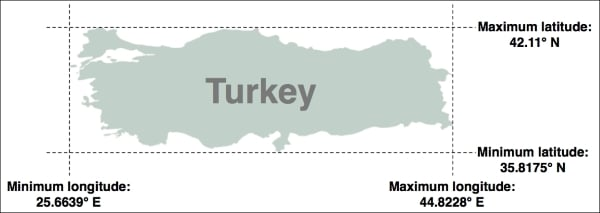 Maximum latitude:
42.11° N
Turkey
Minimum latitude:
35.8175° N
Minimum longitude:
25.6639° E
Maximum longitude:
44.8228° E